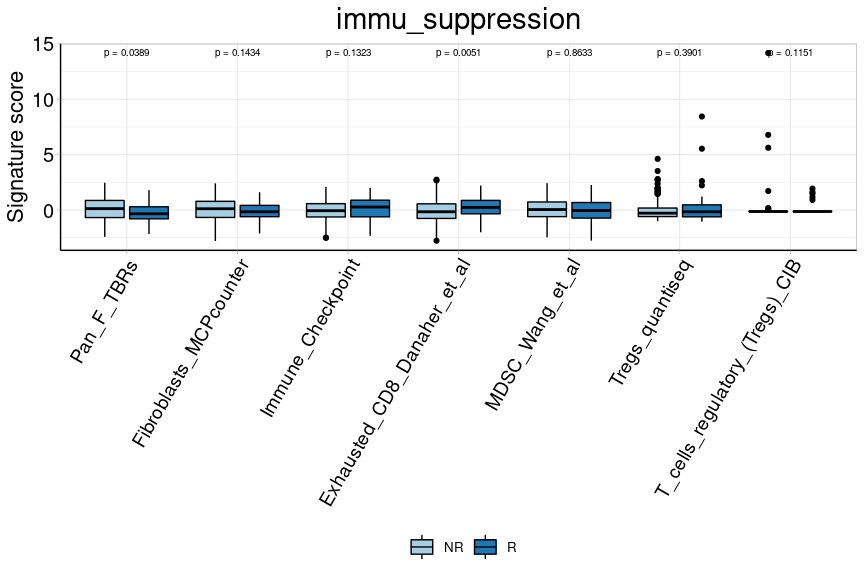 immu_suppression
Signature score
15
10
5
0
p = 0.0389
p = 0.1434
p = 0.1323
p = 0.0051
p = 0.8633
p = 0.3901
p = 0.1151
Pan_F_TBRs
Fibroblasts_MCPcounter
Immune_Checkpoint
Exhausted_CD8_Danaher_et_al
MDSC_Wang_et_al
Tregs_quantiseq
T_cells_regulatory_(Tregs)_CIB
NR
R